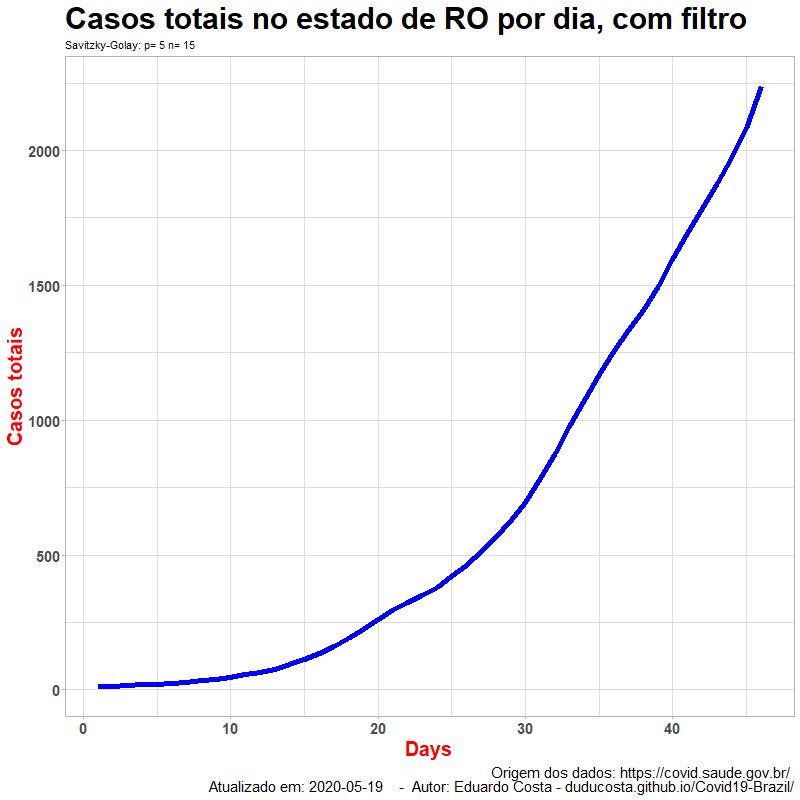 Casos totais no estado de RO por dia, com filtro
Savitzky-Golay: p= 5 n= 15
2000
1500
1000
500
0
Casos totais
0 10 20 30 40
Days
Origem dos dados: https://covid.saude.gov.br/
Atualizado em: 2020-05-19 - Autor: Eduardo Costa - duducosta.github.io/Covid19-Brazil/